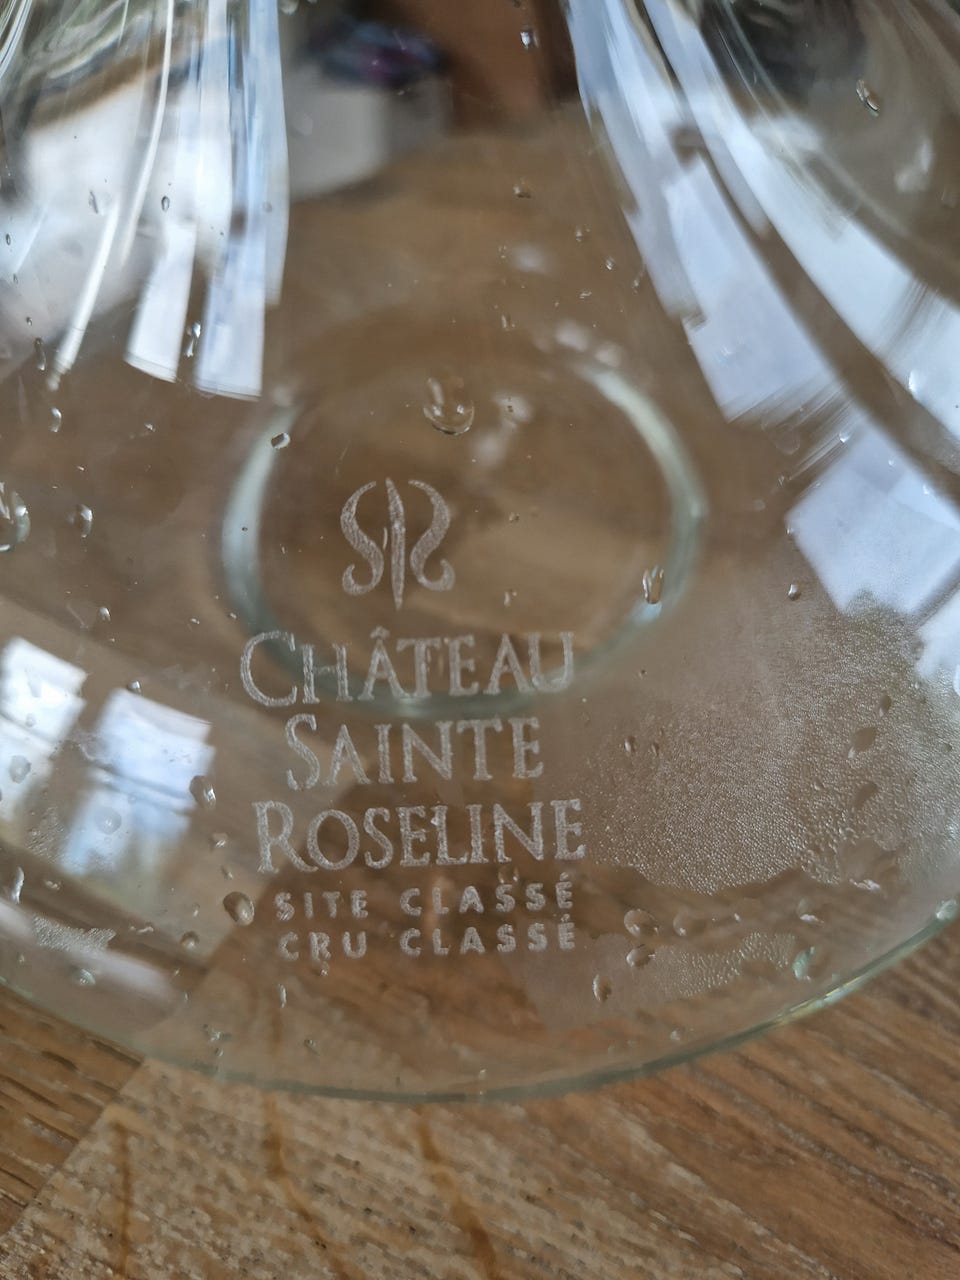 CHÂTEAU
SAINTE
ROSELINE
SITE CLASSÉ
CRU CLASSÉ